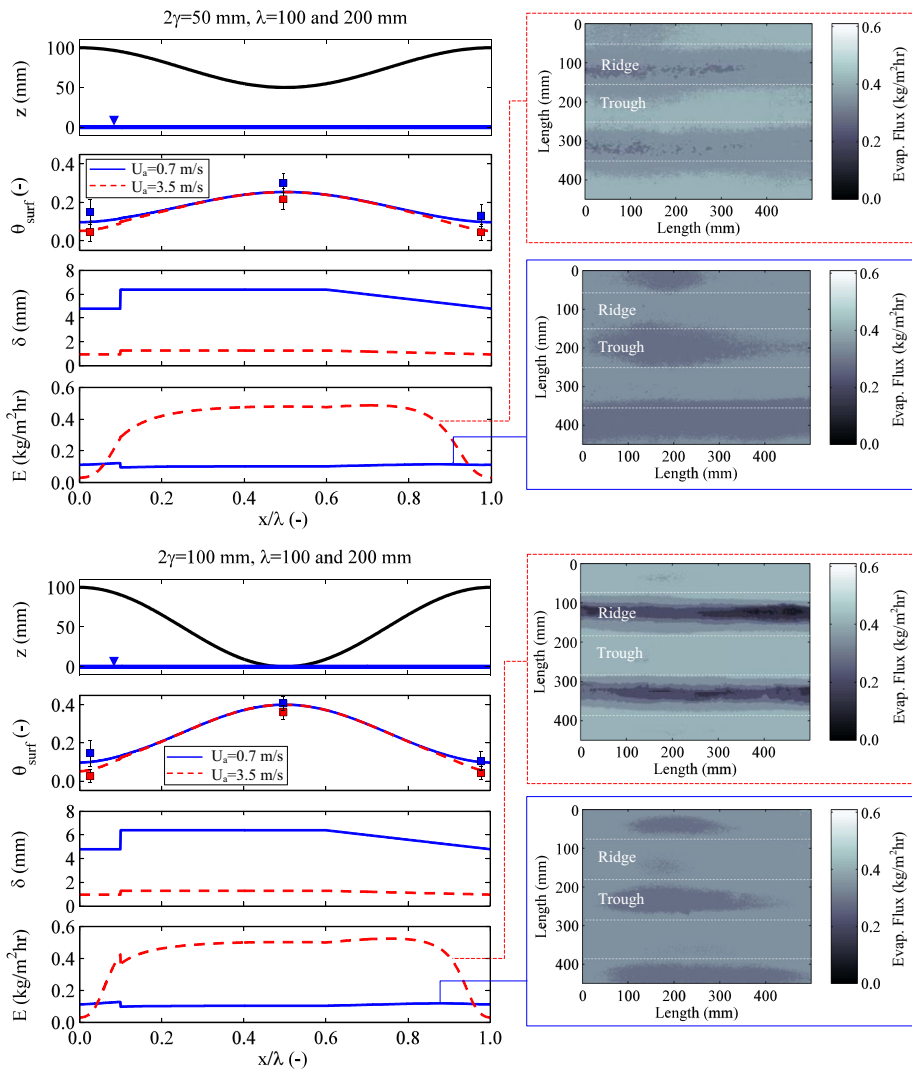 2γ=50 mm, λ=100 and 200 mm
z (mm)
100
50
0
θsurf (-)
0.4
0.2
0.0
Ua=0.7 m/s
Ua=3.5 m/s
δ (mm)
8
6
4
2
0
E (kg/m²hr)
0.6
0.4
0.2
0.0
0.0 0.2 0.4 0.6 0.8 1.0
x/λ (-)
Length (mm)
0
100
200
300
400
Ridge
Trough
0 100 200 300 400
Length (mm)
0.6
0.4
0.2
0.0
Evap. Flux (kg/m²hr)
Length (mm)
0
100
200
300
400
Ridge
Trough
100 200 300 400
Length (mm)
0.6
0.4
0.2
0.0
Evap. Flux (kg/m²hr)
2γ=100 mm, λ=100 and 200 mm
z (mm)
100
50
0
θsurf (-)
0.4
0.2
0.0
Ua=0.7 m/s
Ua=3.5 m/s
δ (mm)
8
6
4
2
0
E (kg/m²hr)
0.6
0.4
0.2
0.0
0.0 0.2 0.4 0.6 0.8 1.0
x/λ (-)
Length (mm)
0
100
200
300
400
Ridge
Trough
0 100 200 300 400
Length (mm)
0.6
0.4
0.2
0.0
Evap. Flux (kg/m²hr)
Length (mm)
0
100
200
300
400
Ridge
Trough
0 100 200 300 400
Length (mm)
0.6
0.4
0.2
0.0
Evap. Flux (kg/m²hr)